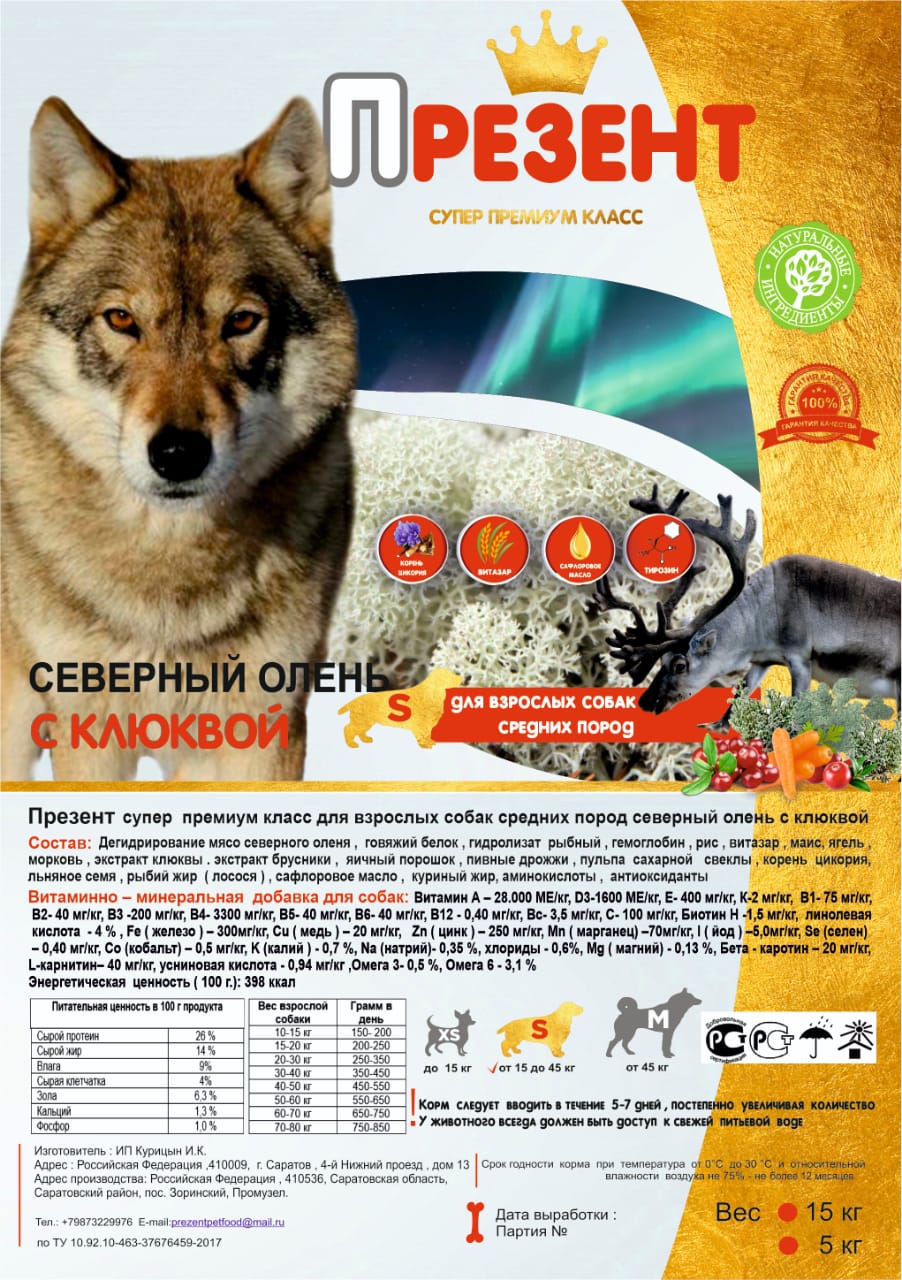 ПРЕЗЕНТ
СУПЕР ПРЕМИУМ КЛАСС
НАТУРАЛЬНЫЕ
ИНГРЕДИЕНТЫ
ГАРАНТИЯ КАЧЕСТВА
100%
ГАРАНТИЯ КАЧЕСТВА
КОРЕНЬ
ЦИКОРИЯ
ВИТАЗАР
САФЛОРОВОЕ
МАСЛО
ТИРОЗИН
СЕВЕРНЫЙ ОЛЕНЬ
С КЛЮКВОЙ
S
ДЛЯ ВЗРОСЛЫХ СОБАК
СРЕДНИХ ПОРОД
Презент супер премиум класс для взрослых собак средних пород северный олень с клюквой
Состав: Дегидрирование мясо северного оленя , говяжий белок , гидролизат рыбный , гемоглобин , рис , витазар , маис, ягель ,
морковь , экстракт клюквы . экстракт брусники , яичный порошок , пивные дрожжи , пульпа сахарной свеклы , корень цикория,
льняное семя , рыбий жир ( лосося ) , сафлоровое масло , куриный жир, аминокислоты , антиоксиданты
Витаминно – минеральная добавка для собак: Витамин А – 28.000 МЕ/кг, D3-1600 МЕ/кг, Е- 400 мг/кг, К-2 мг/кг, В1- 75 мг/кг,
В2- 40 мг/кг, В3 -200 мг/кг, В4- 3300 мг/кг, В5- 40 мг/кг, В6- 40 мг/кг, В12 - 0,40 мг/кг, Вс- 3,5 мг/кг, С- 100 мг/кг, Биотин Н -1,5 мг/кг, линолевая
кислота - 4 % , Fe ( железо ) – 300мг/кг, Cu ( медь ) – 20 мг/кг, Zn ( цинк ) – 250 мг/кг, Mn ( марганец) –70мг/кг, I ( йод ) –5,0мг/кг, Se (селен)
– 0,40 мг/кг, Co (кобальт) – 0,5 мг/кг, K (калий ) - 0,7 %, Na (натрий)- 0,35 %, хлориды - 0,6%, Mg ( магний) - 0,13 %, Бета - каротин – 20 мг/кг,
L-карнитин– 40 мг/кг, усниновая кислота - 0,94 мг/кг ,Омега 3- 0,5 %, Омега 6 - 3,1 %
Энергетическая ценность ( 100 г.): 398 ккал
Питательная ценность в 100 г продукта
Сырой протеин 26 %
Сырой жир 14 %
Влага 9%
Сырая клетчатка 4%
Зола 6,3 %
Кальций 1,3 %
Фосфор 1,0 %
Вес взрослой собаки Грамм в день
10-15 кг 150- 200
15-20 кг 200-250
20-30 кг 250-350
30-40 кг 350-450
40-50 кг 450-550
50-60 кг 550-650
60-70 кг 650-750
70-80 кг 750-850
XS S M
до 15 кг от 15 до 45 кг от 45 кг
Добровольная
сертификация
РСТ РСТ
! Корм следует вводить в течение 5-7 дней , постепенно увеличивая количество
У животного всегда должен быть доступ к свежей питьевой воде
Изготовитель : ИП Курицын И.К.
Адрес : Российская Федерация ,410009, г. Саратов , 4-й Нижний проезд , дом 13
Адрес производства: Российская Федерация , 410536, Саратовская область,
Саратовский район, пос. Зоринский, Промузел.
Тел.: +79873229976 E-mail:prezentpetfood@mail.ru
по ТУ 10.92.10-463-37676459-2017
Срок годности корма при температура от 0°С до 30 °С и относительной
влажности воздуха не 75% - не более 12 месяцев
Дата выработки :
Партия №
Вес 15 кг
5 кг